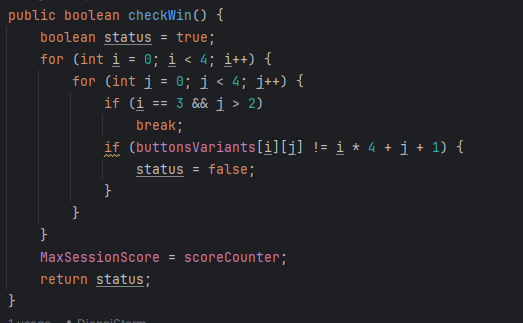 public boolean checkWin() {
    boolean status = true;
    for (int i = 0; i < 4; i++) {
        for (int j = 0; j < 4; j++) {
            if (i == 3 && j > 2)
                break;
            if (buttonsVariants[i][j] != i * 4 + j + 1) {
                status = false;
            }
        }
    }
    MaxSessionScore = scoreCounter;
    return status;
}